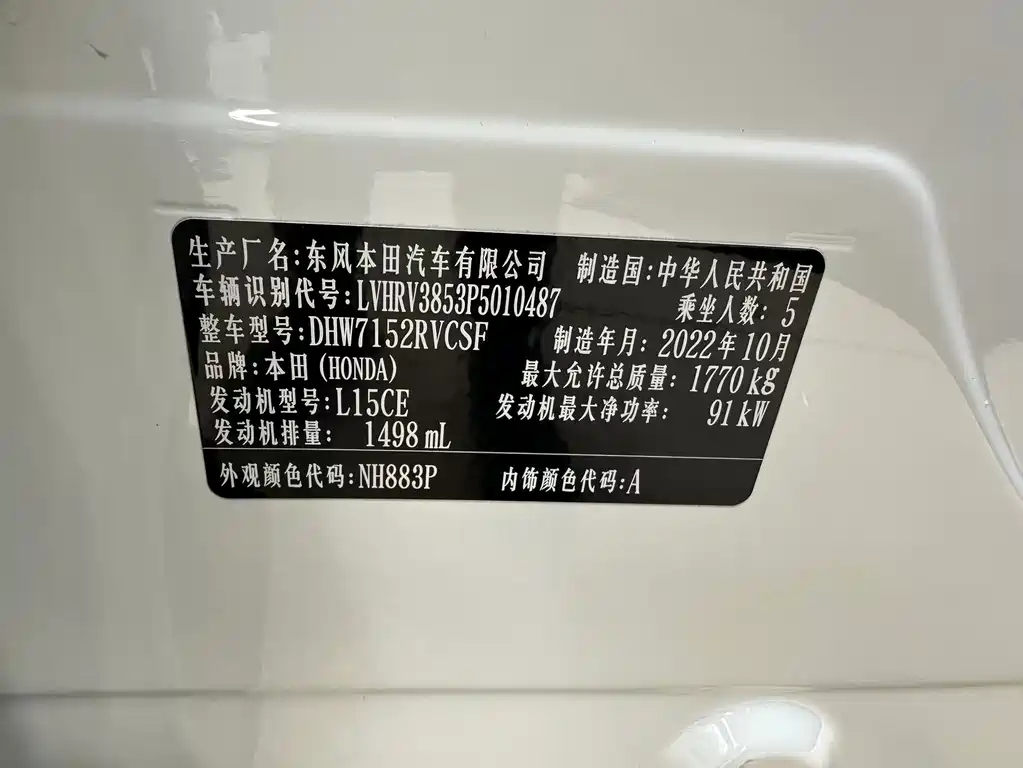 生产厂名:东风本田汽车有限公司 制造国:中华人民共和国
车辆识别代号:LVHRV3853P5010487 乘坐人数: 5
整车型号:DHW7152RVCSF 制造年月: 2022年10月
品牌:本田(HONDA) 最大允许总质量: 1770kg
发动机型号:L15CE 发动机最大净功率: 91kW
发动机排量: 1498mL
外观颜色代码:NH883P 内饰颜色代码:A